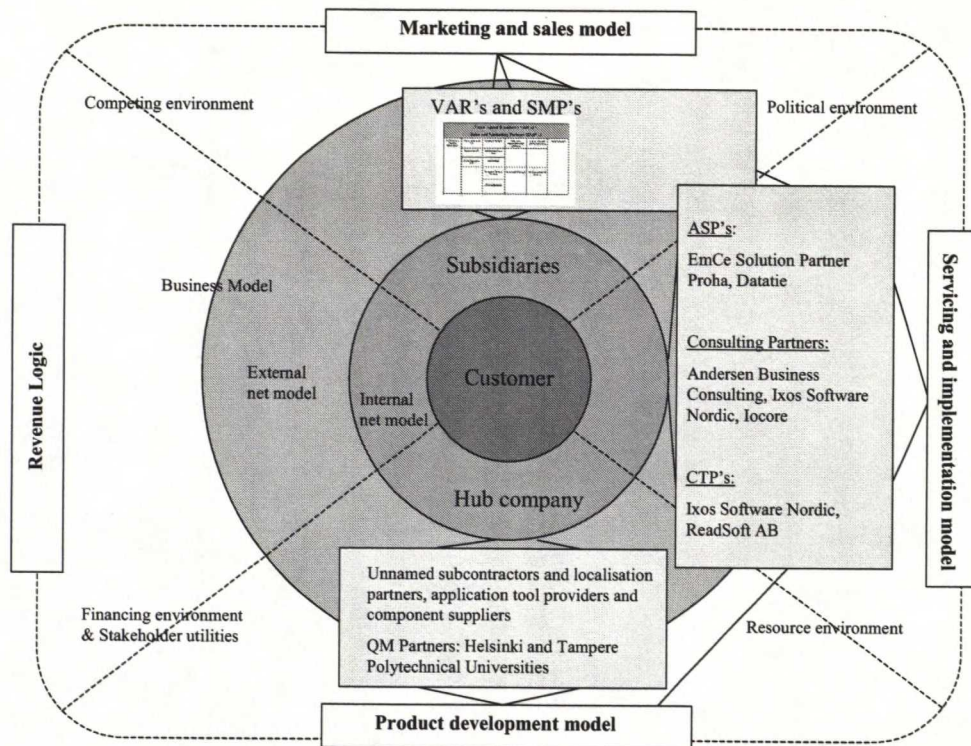 Marketing and sales model
Competing environment
VAR's and SMP's
Political environment
ASP's:
EmCe Solution Partner
Proha, Datatie
Subsidiaries
Business Model
Revenue Logic
Servicing and implementation model
Consulting Partners:
External
net model
Customer
Andersen Business
Consulting, Ixos Software
Nordic, Iocore
Internal
net model
CTP's:
Hub company
Ixos Software Nordic,
ReadSoft AB
Unnamed subcontractors and localisation
partners, application tool providers and
component suppliers
Financing environment
& Stakeholder utilities
Resource environment
QM Partners: Helsinki and Tampere
Polytechnical Universities
Product development model